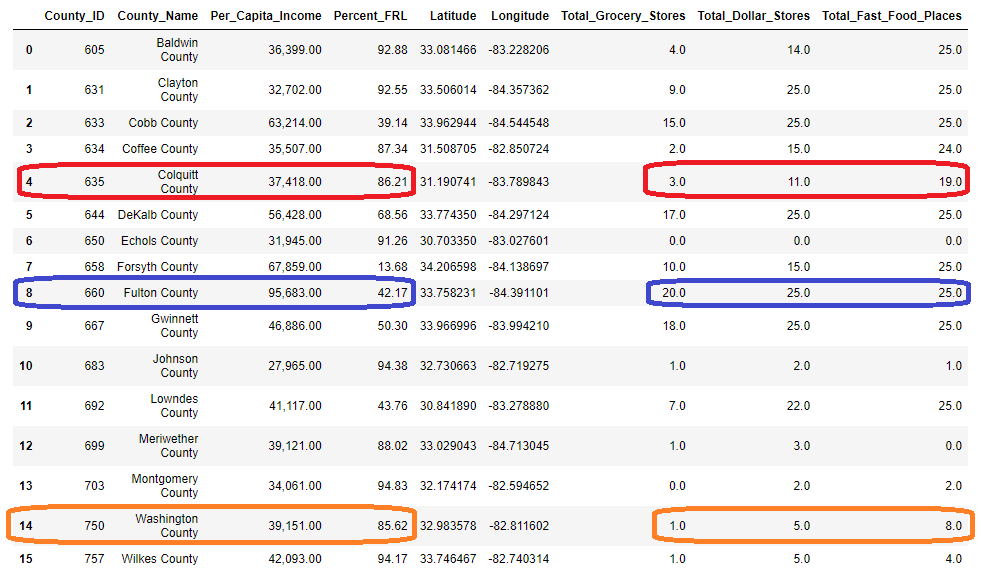 County_ID County_Name Per_Capita_Income Percent_FRL Latitude Longitude Total_Grocery_Stores Total_Dollar_Stores Total_Fast_Food_Places
0 605 Baldwin County 36,399.00 92.88 33.081466 -83.228206 4.0 14.0 25.0
1 631 Clayton County 32,702.00 92.55 33.506014 -84.357362 9.0 25.0 25.0
2 633 Cobb County 63,214.00 39.14 33.962944 -84.544548 15.0 25.0 25.0
3 634 Coffee County 35,507.00 87.34 31.508705 -82.850724 2.0 15.0 24.0
4 635 Colquitt County 37,418.00 86.21 31.190741 -83.789843 3.0 11.0 19.0
5 644 DeKalb County 56,428.00 68.56 33.774350 -84.297124 17.0 25.0 25.0
6 650 Echols County 31,945.00 91.26 30.703350 -83.027601 0.0 0.0 0.0
7 658 Forsyth County 67,859.00 13.68 34.206598 -84.138697 10.0 15.0 25.0
8 660 Fulton County 95,683.00 42.17 33.758231 -84.391101 20.0 25.0 25.0
9 667 Gwinnett County 46,886.00 50.30 33.966996 -83.994210 18.0 25.0 25.0
10 683 Johnson County 27,965.00 94.38 32.730663 -82.719275 1.0 2.0 1.0
11 692 Lowndes County 41,117.00 43.76 30.841890 -83.278880 7.0 22.0 25.0
12 699 Meriwether County 39,121.00 88.02 33.029043 -84.713045 1.0 3.0 0.0
13 703 Montgomery County 34,061.00 94.83 32.174174 -82.594652 0.0 2.0 2.0
14 750 Washington County 39,151.00 85.62 32.983578 -82.811602 1.0 5.0 8.0
15 757 Wilkes County 42,093.00 94.17 33.746467 -82.740314 1.0 5.0 4.0